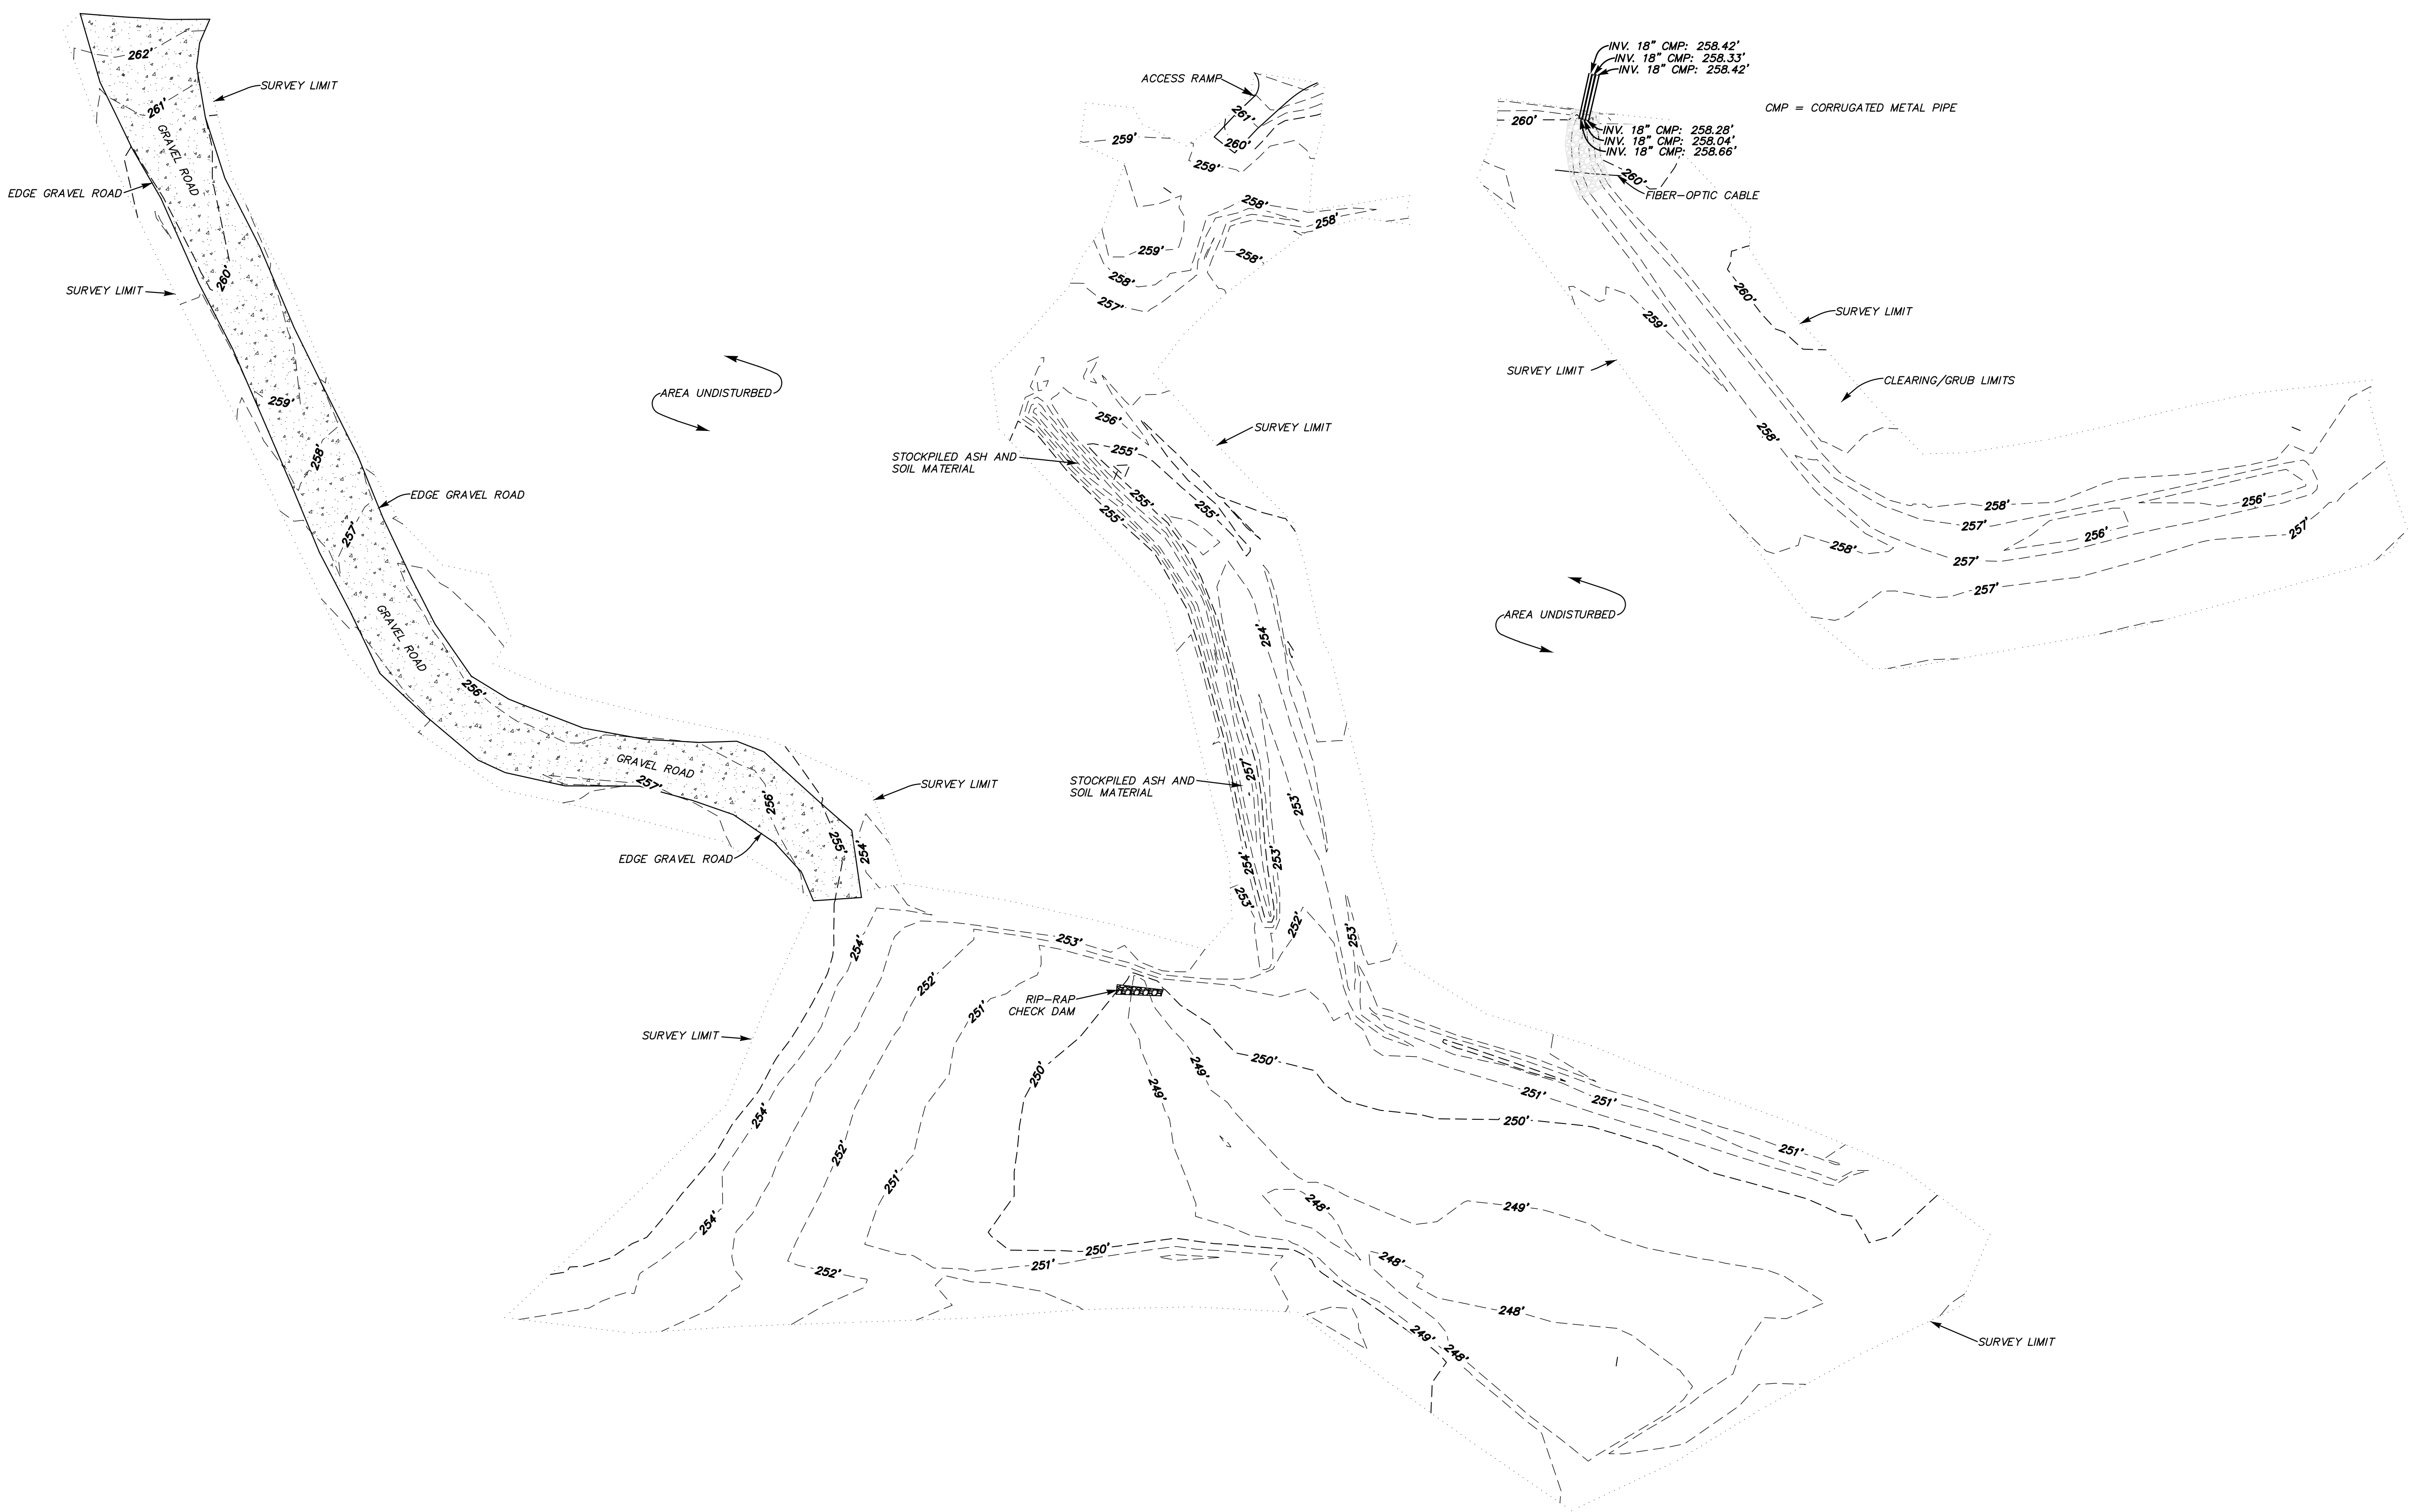 262'
261'
GRAVEL ROAD
SURVEY LIMIT
EDGE GRAVEL ROAD
SURVEY LIMIT
260'
259'
258'
257'
EDGE GRAVEL ROAD
GRAVEL ROAD
256'
GRAVEL ROAD
257'
256'
255'
254'
EDGE GRAVEL ROAD
SURVEY LIMIT
AREA UNDISTURBED
ACCESS RAMP
261'
260'
259'
259'
258'
258'
259'
258'
258'
257'
256'
255'
SURVEY LIMIT
STOCKPILED ASH AND
SOIL MATERIAL
255'
255'
255'
254'
STOCKPILED ASH AND
SOIL MATERIAL
257'
253'
254'
253'
253'
252'
253'
INV. 18" CMP: 258.42'
INV. 18" CMP: 258.33'
INV. 18" CMP: 258.42'
CMP = CORRUGATED METAL PIPE
260'
INV. 18" CMP: 258.28'
INV. 18" CMP: 258.04'
INV. 18" CMP: 258.66'
260'
FIBER-OPTIC CABLE
260'
SURVEY LIMIT
259'
SURVEY LIMIT
CLEARING/GRUB LIMITS
258'
258'
257'
256'
256'
257'
258'
257'
257'
AREA UNDISTURBED
253'
254'
252'
251'
RIP-RAP
CHECK DAM
SURVEY LIMIT
250'
249'
249'
250'
254'
252'
251'
254'
252'
250'
251'
251'
251'
250'
251'
248'
249'
248'
248'
249'
248'
SURVEY LIMIT